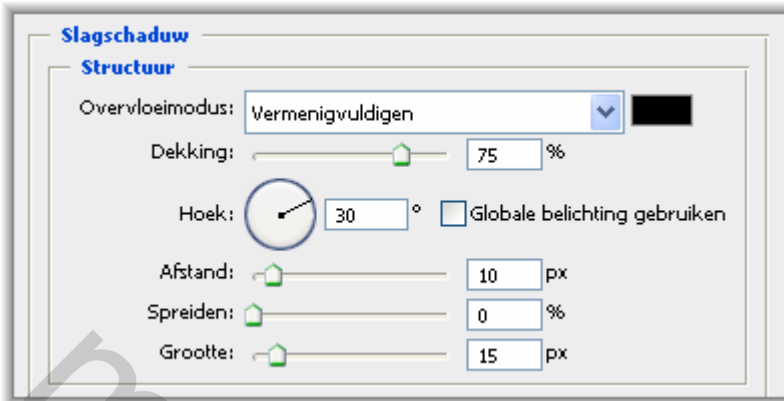 Slagschaduw
Structuur
Overvloeimodus: Vermenigvuldigen
Dekking: 75 %
Hoek: 30 ° Globale belichting gebruiken
Afstand: 10 px
Spreiden: 0 %
Grootte: 15 px